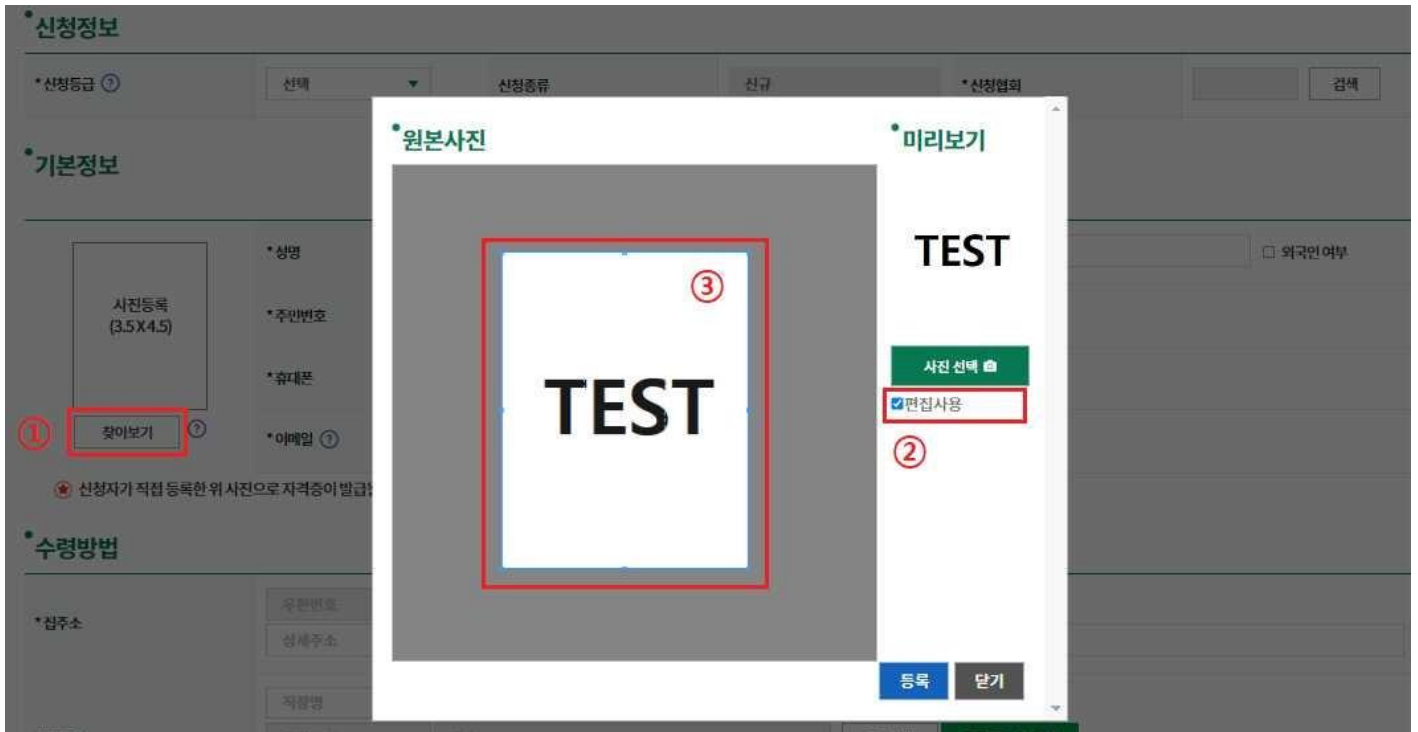 신청정보
*신청등급 ?
선택
신청종류
신규
*신청협회
검색
원본사진
미리보기
기본정보
TEST
*성명
□ 외국인 여부
③
사진등록
(3.5X4.5)
*주민번호
사진 선택
*휴대폰
TEST
편집사용
①
찾아보기 ?
*이메일 ?
②
신청자가 직접 등록한 위 사진으로 자격증이 발급
수령방법
우편번호
*집주소
상세주소
등록
닫기
직장명